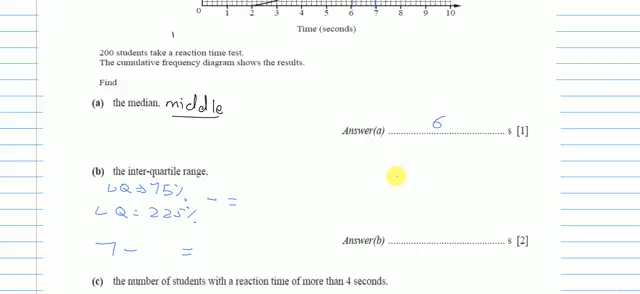 0 1 2 3 4 5 6 7 8 9 10
Time (seconds)
200 students take a reaction time test.
The cumulative frequency diagram shows the results.
Find
(a) the median, middle
Answer(a) 6 s [1]
(b) the inter-quartile range,
LQ => 75% - =
LQ = 225%
7 - =
Answer(b) s [2]
(c) the number of students with a reaction time of more than 4 seconds.